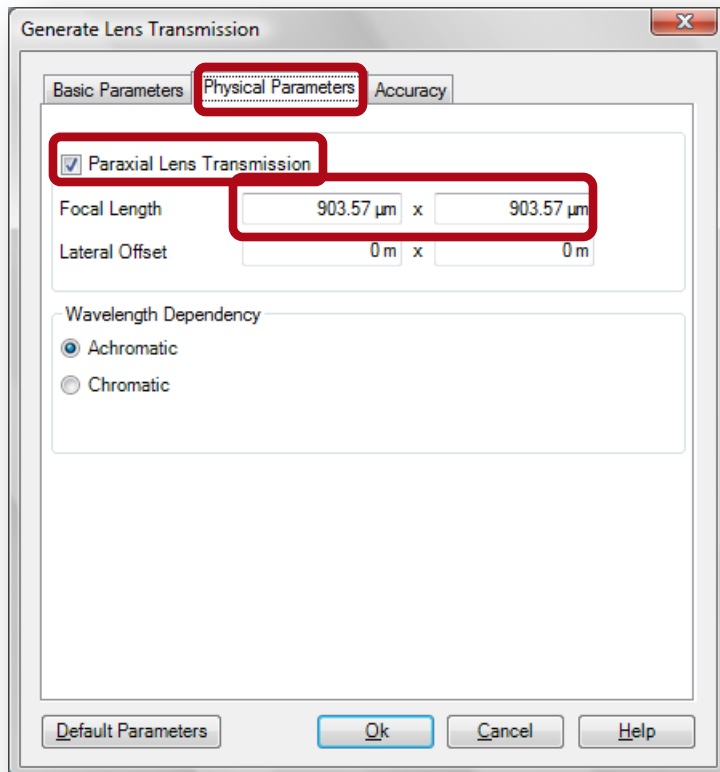 Generate Lens Transmission
Basic Parameters Physical Parameters Accuracy
Paraxial Lens Transmission
Focal Length 903.57 µm x 903.57 µm
Lateral Offset 0 m x 0 m
Wavelength Dependency
Achromatic
Chromatic
Default Parameters Ok Cancel Help